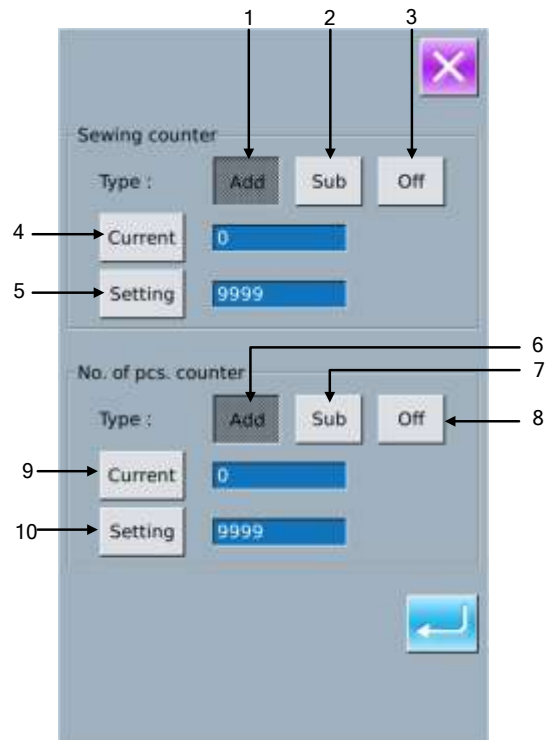 1 2 3
Sewing counter
Type : Add Sub Off
4 Current 0
5 Setting 9999
6
No. of pcs. counter
7
Type : Add Sub Off 8
9 Current 0
10 Setting 9999